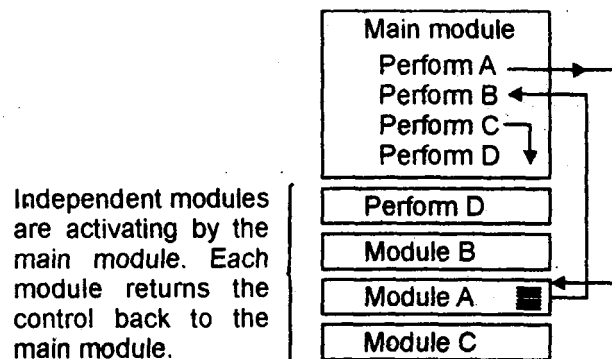 Main module
Perform A
Perform B
Perform C
Perform D
Independent modules
are activating by the
main module. Each
module returns the
control back to the
main module.
Perform D
Module B
Module A
Module C